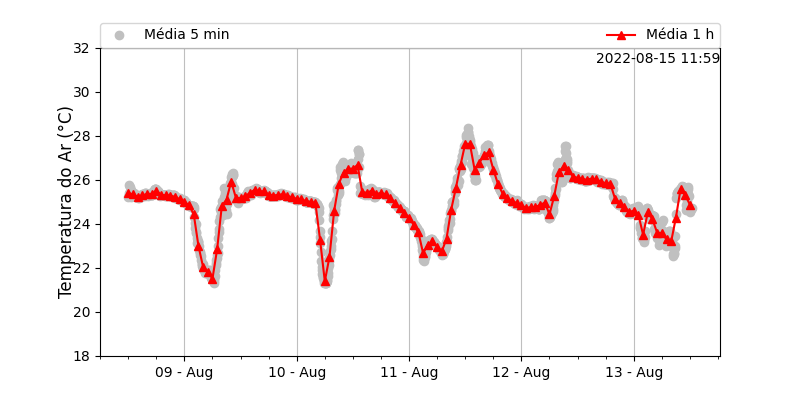 Média 5 min
Média 1 h
2022-08-15 11:59
Temperatura do Ar (°C)
32
30
28
26
24
22
20
18
09 - Aug
10 - Aug
11 - Aug
12 - Aug
13 - Aug